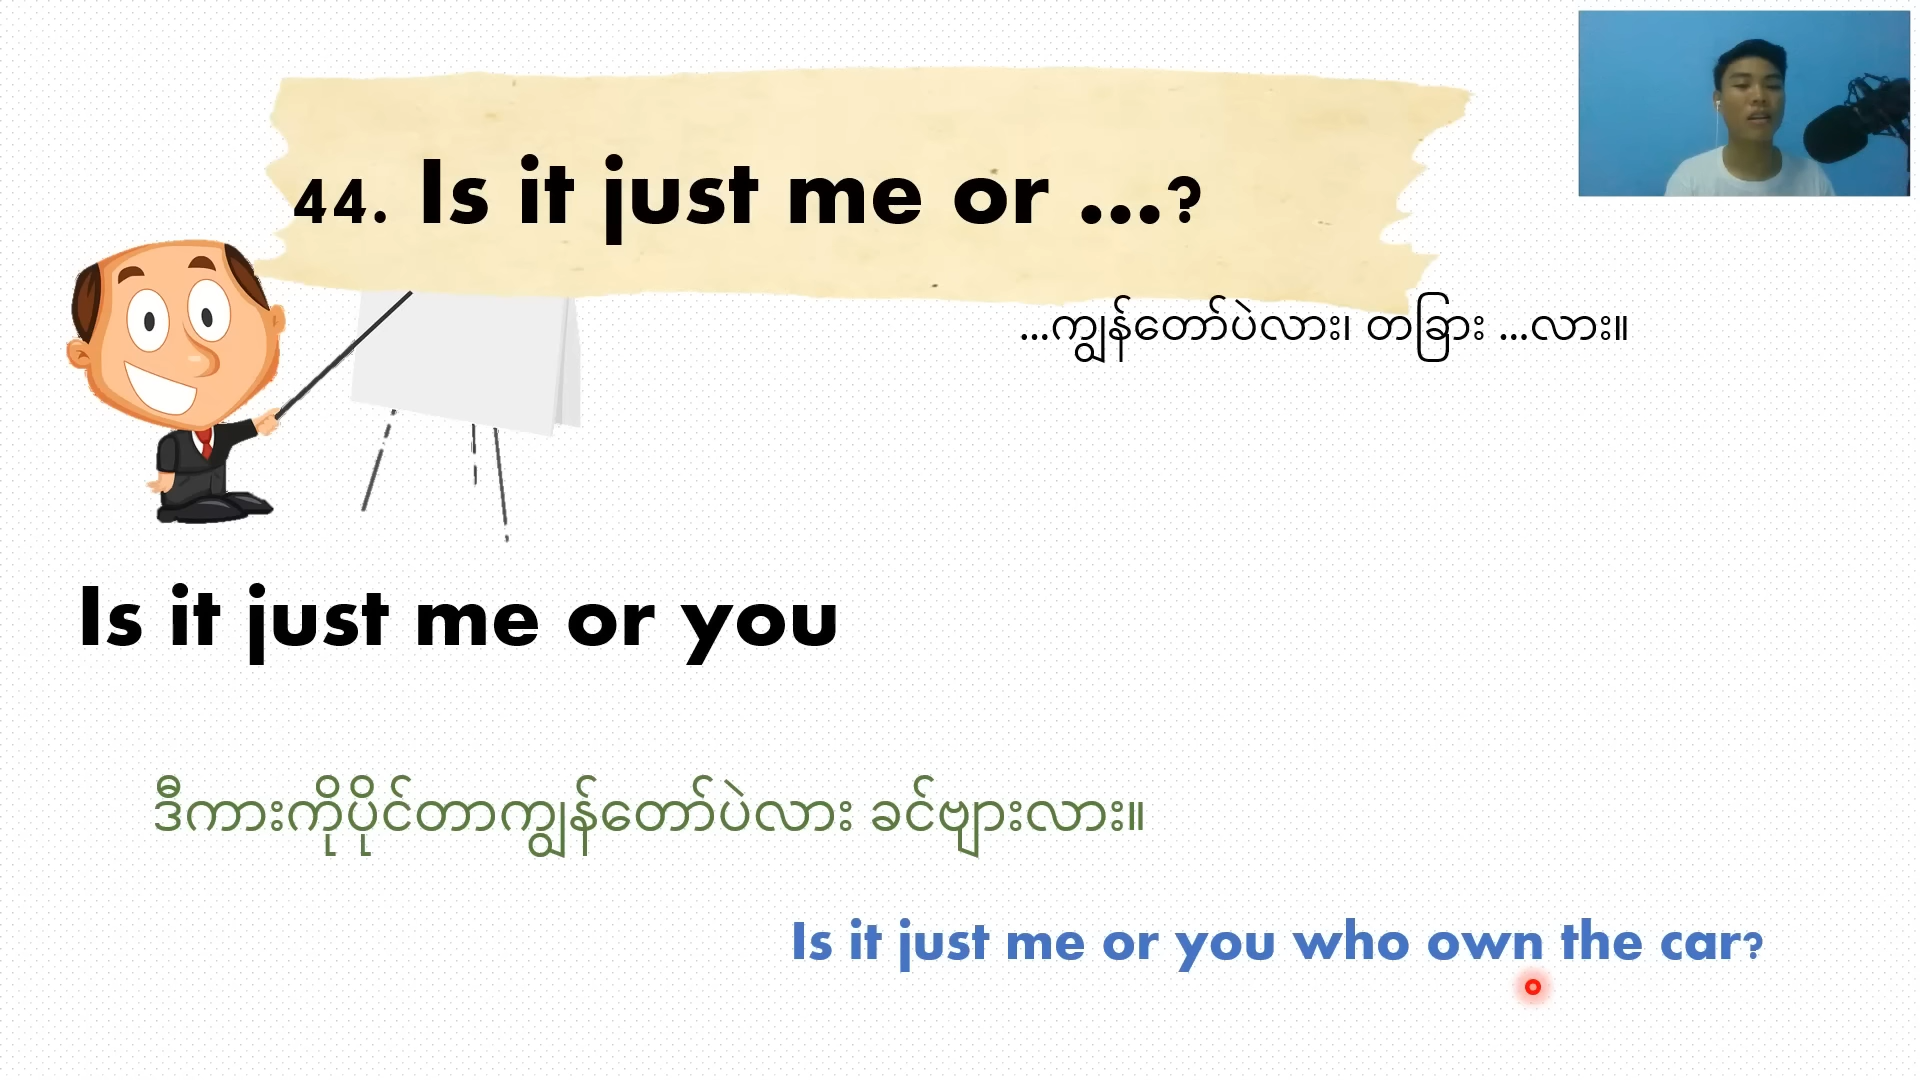 44. Is it just me or ...?
...ကျွန်တော်ပဲလား၊ တခြား ...လား။
Is it just me or you
ဒီကားကိုပိုင်တာကျွန်တော်ပဲလား ခင်ဗျားလား။
Is it just me or you who own the car?